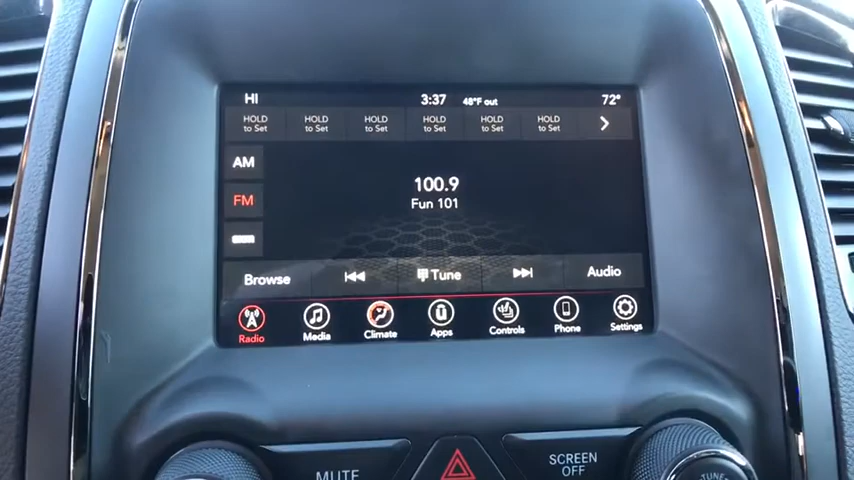 HI 3:37 48°F out 72°
HOLD HOLD HOLD HOLD HOLD HOLD
to Set to Set to Set to Set to Set to Set
AM
100.9
FM
Fun 101
Browse Tune Audio
Radio Media Climate Apps Controls Phone Settings
MUTE SCREEN OFF TUNE